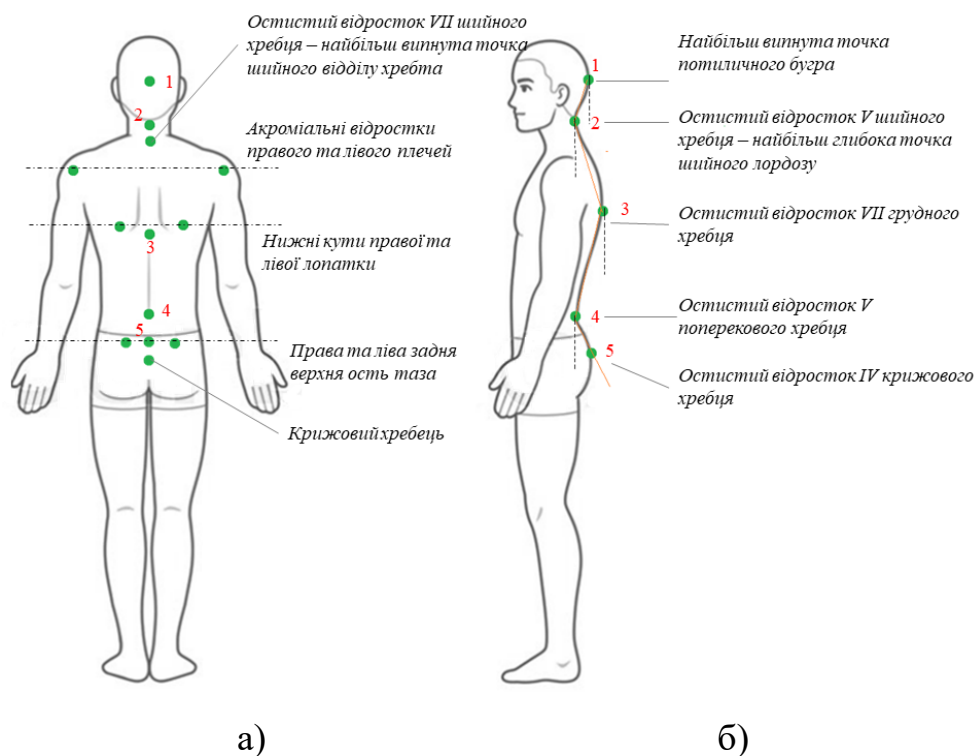 Остистий відросток VII шийного
хребця – найбільш випнута точка
шийного відділу хребта
1
2
Акроміальні відростки
правого та лівого плечей
3
Нижні кути правої та
лівої лопатки
4
5
Права та ліва задня
верхня ость таза
Крижовий хребець
а)
Найбільш випнута точка
потиличного бугра
1
Остистий відросток V шийного
хребця – найбільш глибока точка
шийного лордозу
2
3
Остистий відросток VII грудного
хребця
4
Остистий відросток V
поперекового хребця
5
Остистий відросток IV крижового
хребця
б)